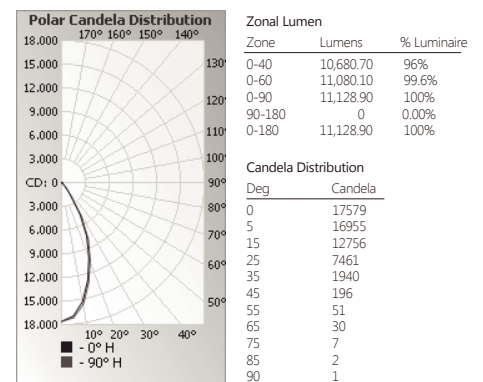 Polar Candela Distribution
170° 160° 150° 140°
18.000
15.000
12.000
9.000
6.000
3.000
CD: 0
3.000
6.000
9.000
12.000
15.000
18.000
130°
120°
110°
100°
90°
80°
70°
60°
50°
10° 20° 30° 40°
- 0° H
- 90° H
Zonal Lumen
Zone Lumens % Luminaire
0-40 10,680.70 96%
0-60 11,080.10 99.6%
0-90 11,128.90 100%
90-180 0 0.00%
0-180 11,128.90 100%
Candela Distribution
Deg Candela
0 17579
5 16955
15 12756
25 7461
35 1940
45 196
55 51
65 30
75 7
85 2
90 1